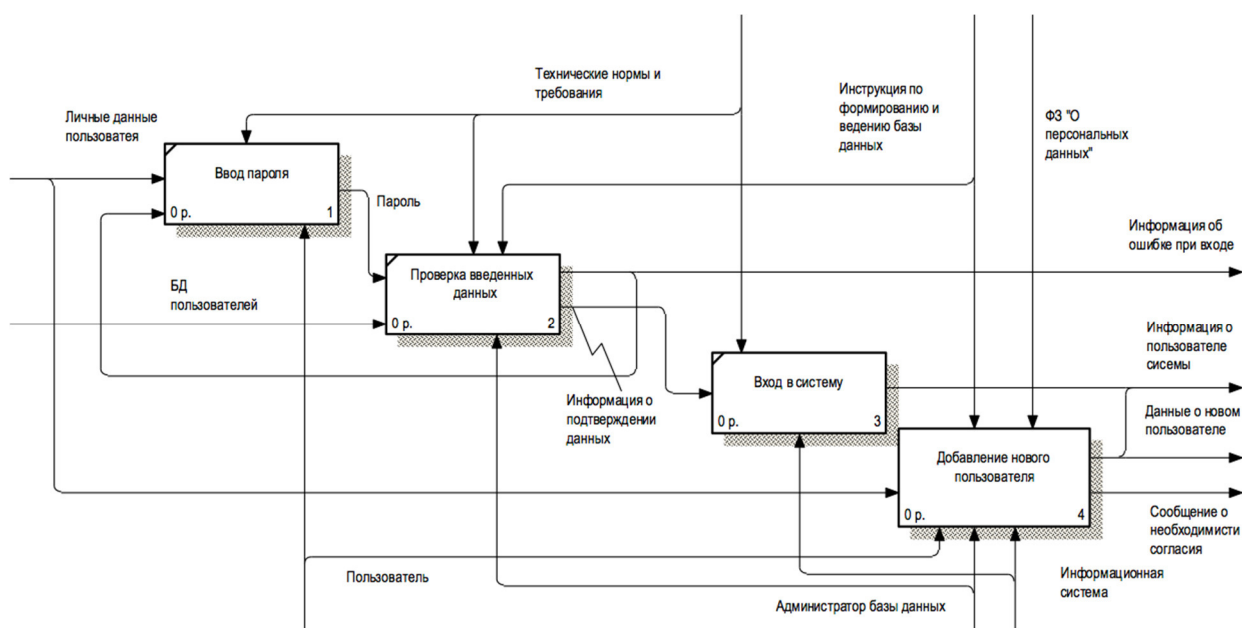 Технические нормы и
требования
Инструкция по
формированию и
ведению базы
данных
ФЗ "О
персональных
данных"
Личные данные
пользоватея
Ввод пароля
0 р.
1
Пароль
Информация об
ошибке при входе
БД
пользователей
Проверка введенных
данных
0 р.
2
Информация о
пользователе
сисемы
Вход в систему
0 р.
3
Информация о
подтверждении
данных
Данные о новом
пользователе
Добавление нового
пользователя
0 р.
4
Сообщение о
необходимисти
согласия
Пользователь
Администратор базы данных
Информационная
система